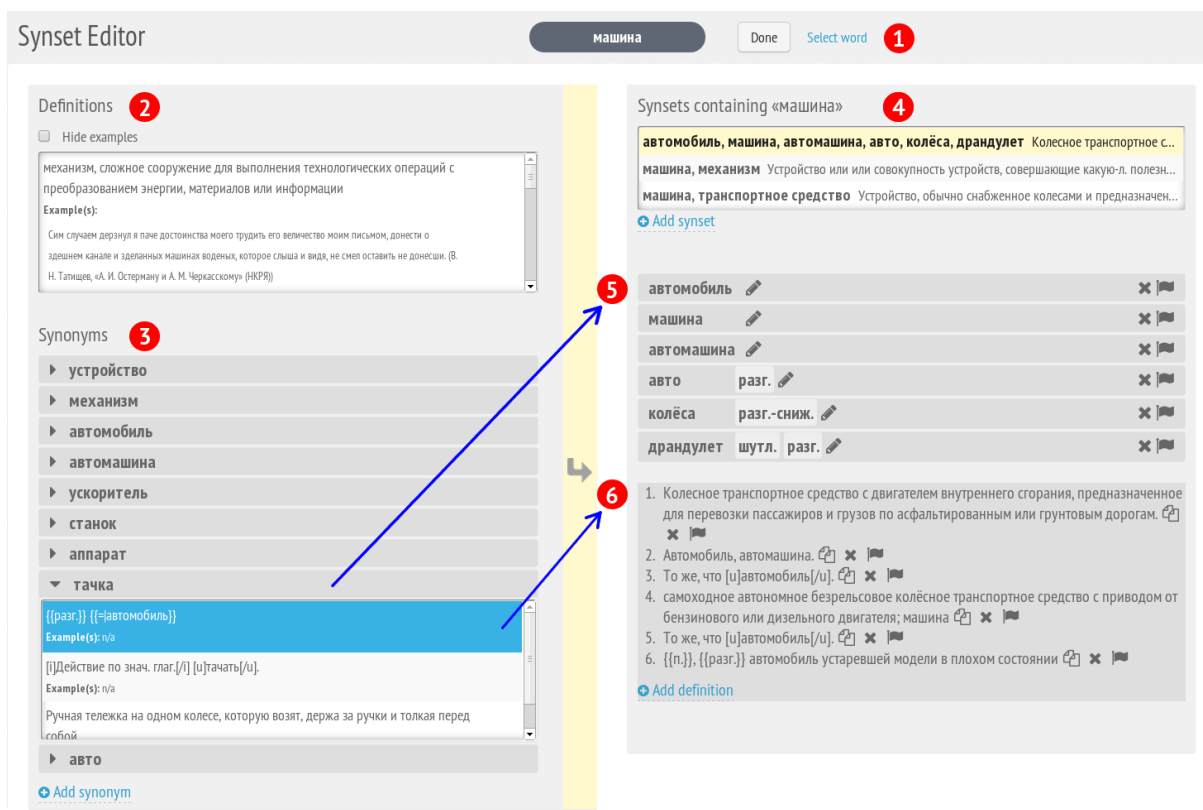 Synset Editor
машина
Done
Select word
1
Definitions
2
Hide examples
механизм, сложное сооружение для выполнения технологических операций с
преобразованием энергии, материалов или информации
Example(s):
Сим случаем дерзнул я паче достоинства моего трудить его величество моим письмом, донести о
здешнем канале и зделанных машинах воденых, которое слыша и видя, не смел оставить не донесши. (В.
Н. Татищев, «А. И. Остерману и А. М. Черкасскому» (НКРЯ))
Synonyms
3
устройство
механизм
автомобиль
автомашина
ускоритель
станок
аппарат
тачка
{{разг.}} {{=|автомобиль}}
Example(s): n/a
[i]Действие по знач. глаг.[/i] [u]тачать[/u].
Example(s): n/a
Ручная тележка на одном колесе, которую возят, держа за ручки и толкая перед
собой
авто
Add synonym
Synsets containing «машина»
4
автомобиль, машина, автомашина, авто, колёса, драндулет Колесное транспортное с...
машина, механизм Устройство или или совокупность устройств, совершающие какую-л. полезн...
машина, транспортное средство Устройство, обычно снабженное колесами и предназначен...
Add synset
5
автомобиль
машина
автомашина
авто разг.
колёса разг.-сниж.
драндулет шутл. разг.
6
1. Колесное транспортное средство с двигателем внутреннего сгорания, предназначенное
для перевозки пассажиров и грузов по асфальтированным или грунтовым дорогам.
2. Автомобиль, автомашина.
3. То же, что [u]автомобиль[/u].
4. самоходное автономное безрельсовое колёсное транспортное средство с приводом от
бензинового или дизельного двигателя; машина
5. То же, что [u]автомобиль[/u].
6. {{п.}}, {{разг.}} автомобиль устаревшей модели в плохом состоянии
Add definition